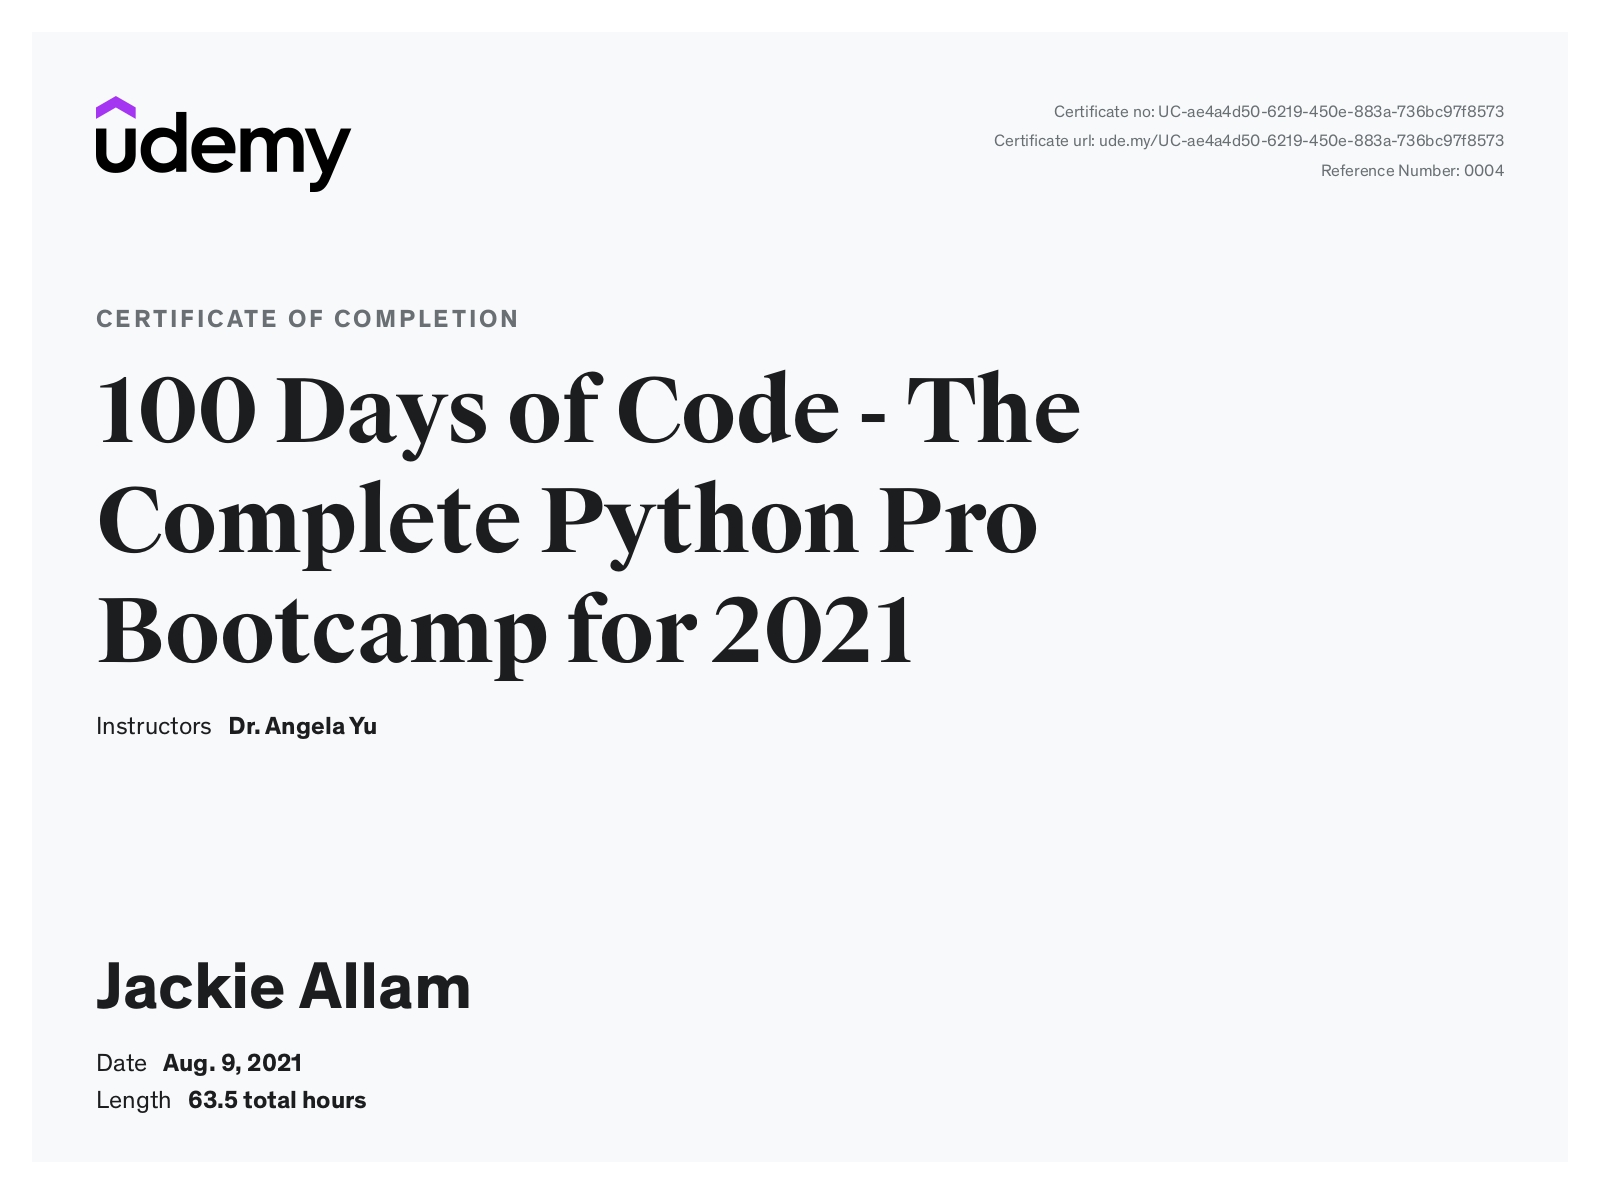 udemy
Certificate no: UC-ae4a4d50-6219-450e-883a-736bc97f8573
Certificate url: ude.my/UC-ae4a4d50-6219-450e-883a-736bc97f8573
Reference Number: 0004
CERTIFICATE OF COMPLETION
100 Days of Code - The
Complete Python Pro
Bootcamp for 2021
Instructors Dr. Angela Yu
Jackie Allam
Date Aug. 9, 2021
Length 63.5 total hours